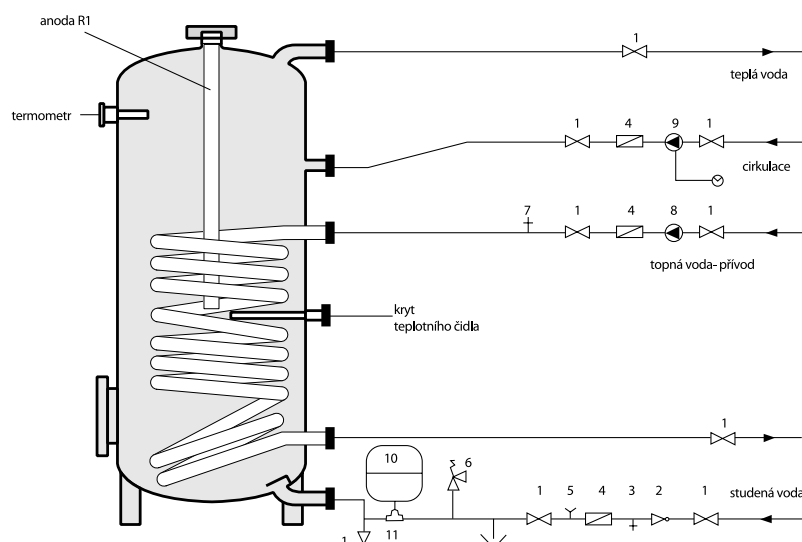 anoda R1
1
teplá voda
termometr
1 4 9 1
cirkulace
7 1 4 8 1
topná voda- přívod
kryt
teplotního čidla
1
10
6
1 5 4 3 2 1
studená voda
1
11